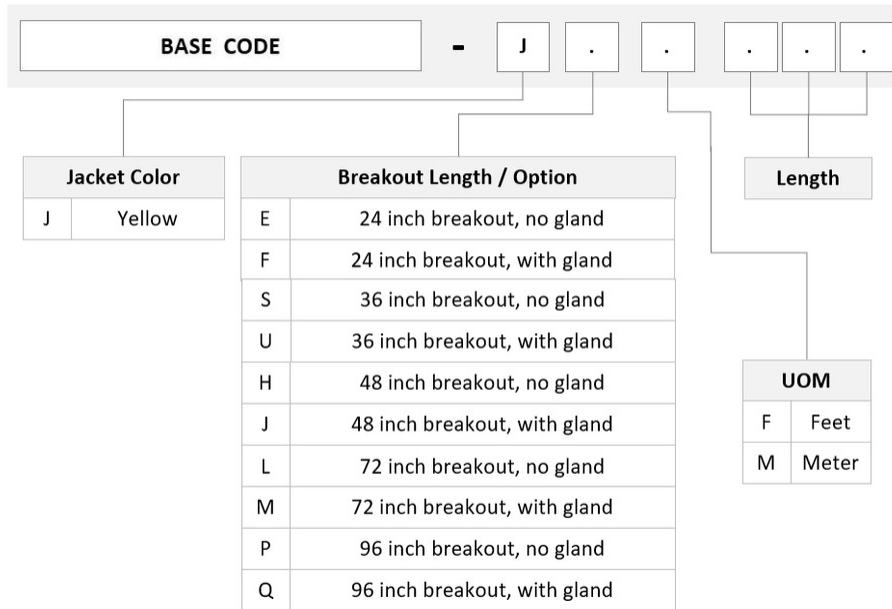 BASE CODE - J . . . . .
Jacket Color
J Yellow
Breakout Length / Option
E 24 inch breakout, no gland
F 24 inch breakout, with gland
S 36 inch breakout, no gland
U 36 inch breakout, with gland
H 48 inch breakout, no gland
J 48 inch breakout, with gland
L 72 inch breakout, no gland
M 72 inch breakout, with gland
P 96 inch breakout, no gland
Q 96 inch breakout, with gland
Length
UOM
F Feet
M Meter